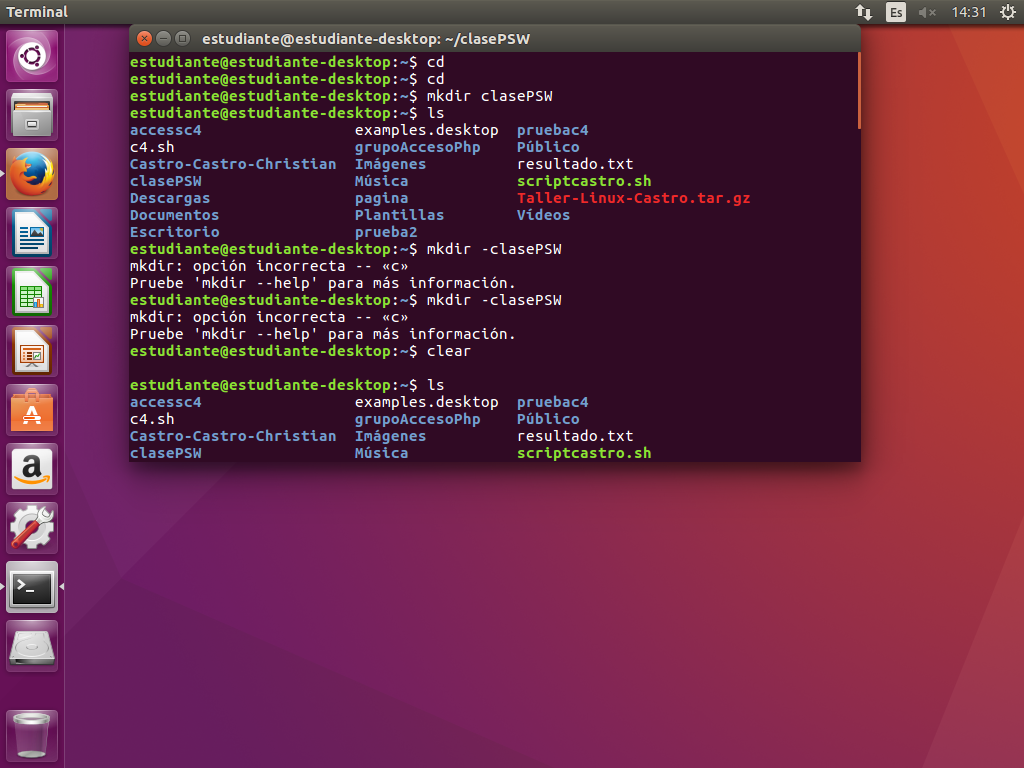 Terminal
Es
14:31
estudiante@estudiante-desktop: ~/clasePSW
estudiante@estudiante-desktop:~$ cd
estudiante@estudiante-desktop:~$ cd
estudiante@estudiante-desktop:~$ mkdir clasePSW
estudiante@estudiante-desktop:~$ ls
accessc4 examples.desktop pruebac4
c4.sh grupoAccesoPhp Público
Castro-Castro-Christian Imágenes resultado.txt
clasePSW Música scriptcastro.sh
Descargas pagina Taller-Linux-Castro.tar.gz
Documentos Plantillas Vídeos
Escritorio prueba2
estudiante@estudiante-desktop:~$ mkdir -clasePSW
mkdir: opción incorrecta -- «c»
Pruebe 'mkdir --help' para más información.
estudiante@estudiante-desktop:~$ mkdir -clasePSW
mkdir: opción incorrecta -- «c»
Pruebe 'mkdir --help' para más información.
estudiante@estudiante-desktop:~$ clear
estudiante@estudiante-desktop:~$ ls
accessc4 examples.desktop pruebac4
c4.sh grupoAccesoPhp Público
Castro-Castro-Christian Imágenes resultado.txt
clasePSW Música scriptcastro.sh